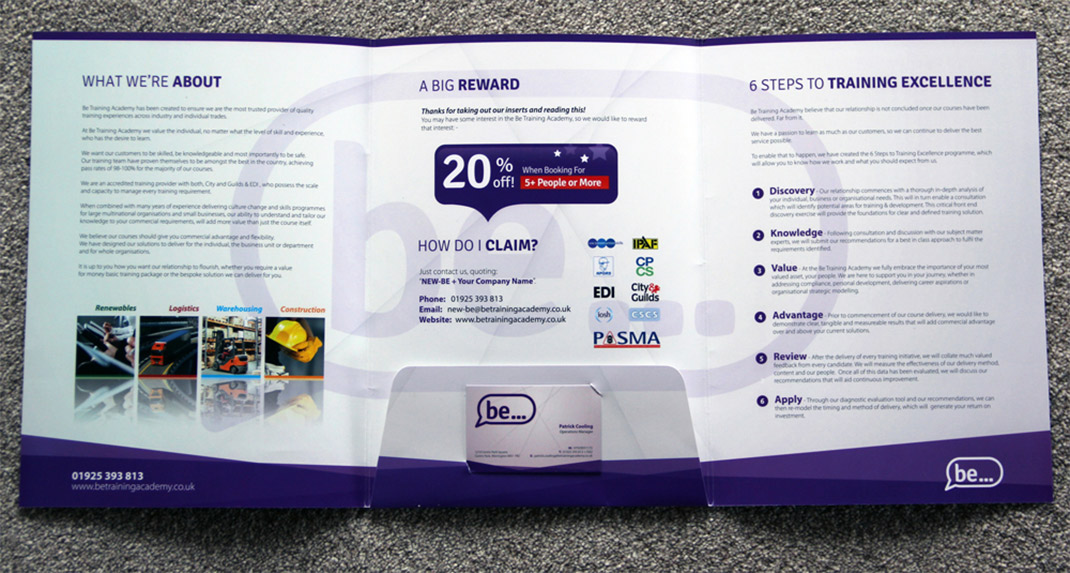 WHAT WE'RE ABOUT
Be Training Academy has been created to ensure we are the most trusted provider of quality
training experiences across industry and individual trades.
At Be Training Academy we value the individual, no matter what the level of skill and experience,
who has the desire to learn.
We want our customers to be skilled, be knowledgeable and most importantly to be safe.
Our training team have proven themselves to be amongst the best in the country, achieving
pass rates of 98-100% for the majority of our courses.
We are an accredited training provider with both, City and Guilds & EDI, who possess the scale
and capacity to manage every training requirement.
When combined with many years of experience delivering culture change and skills programmes
for large multinational organisations and small businesses, our ability to understand and tailor our
knowledge to your commercial requirements, will add more value than just the course itself.
We believe our courses should give you commercial advantage and flexibility.
We have designed our solutions to deliver for the individual, the business unit or department
and for whole organisations.
It is up to you how you want our relationship to flourish, whether you require a value
for money basic training package or the bespoke solution we can deliver for you.
Renewables Logistics Warehousing Construction
01925 393 813
www.betrainingacademy.co.uk
A BIG REWARD
Thanks for taking out our inserts and reading this!
You may have some interest in the Be Training Academy, so we would like to reward
that interest: -
20% off! When Booking For
5+ People or More
HOW DO I CLAIM?
Just contact us, quoting:
"NEW-BE + Your Company Name".
Phone: 01925 393 813
Email: new-be@betrainingacademy.co.uk
Website: www.betrainingacademy.co.uk
IPAF
CP
CS
EDI
City&
Guilds
iosh
CSCS
PASMA
be...
Patrick Cooling
Operations Manager
6 STEPS TO TRAINING EXCELLENCE
Be Training Academy believe that our relationship is not concluded once our courses have been
delivered. Far from it.
We have a passion to learn as much as our customers, so we can continue to deliver the best
service possible
To enable that to happen, we have created the 6 Steps to Training Excellence programme, which
will allow you to know how we work and what you should expect from us.
1 Discovery - Our relationship commences with a thorough in-depth analysis of
your individual, business or organisational needs. This will in turn enable a consultation
which will identify potential areas for training & development. This critical front end
discovery exercise will provide the foundations for clear and defined training solution.
2 Knowledge - Following consultation and discussion with our subject matter
experts, we will submit our recommendations for a best in class approach to fulfil the
requirements identified.
3 Value - At the Be Training Academy we fully embrace the importance of your most
valued asset, your people. We are here to support you in your journey, whether in
addressing compliance, personal development, delivering career aspirations or
organisational strategic modelling.
4 Advantage - Prior to commencement of our course delivery, we would like to
demonstrate clear, tangible and measureable results that will add commercial advantage
over and above your current solutions.
5 Review - After the delivery of every training initiative, we will collate much valued
feedback from every candidate. We will measure the effectiveness of our delivery method,
content and our people. Once all of this data has been evaluated, we will discuss our
recommendations that will aid continuous improvement.
6 Apply - Through our diagnostic evaluation tool and our recommendations, we can
then re-model the timing and method of delivery, which will generate your return on
investment.
be...